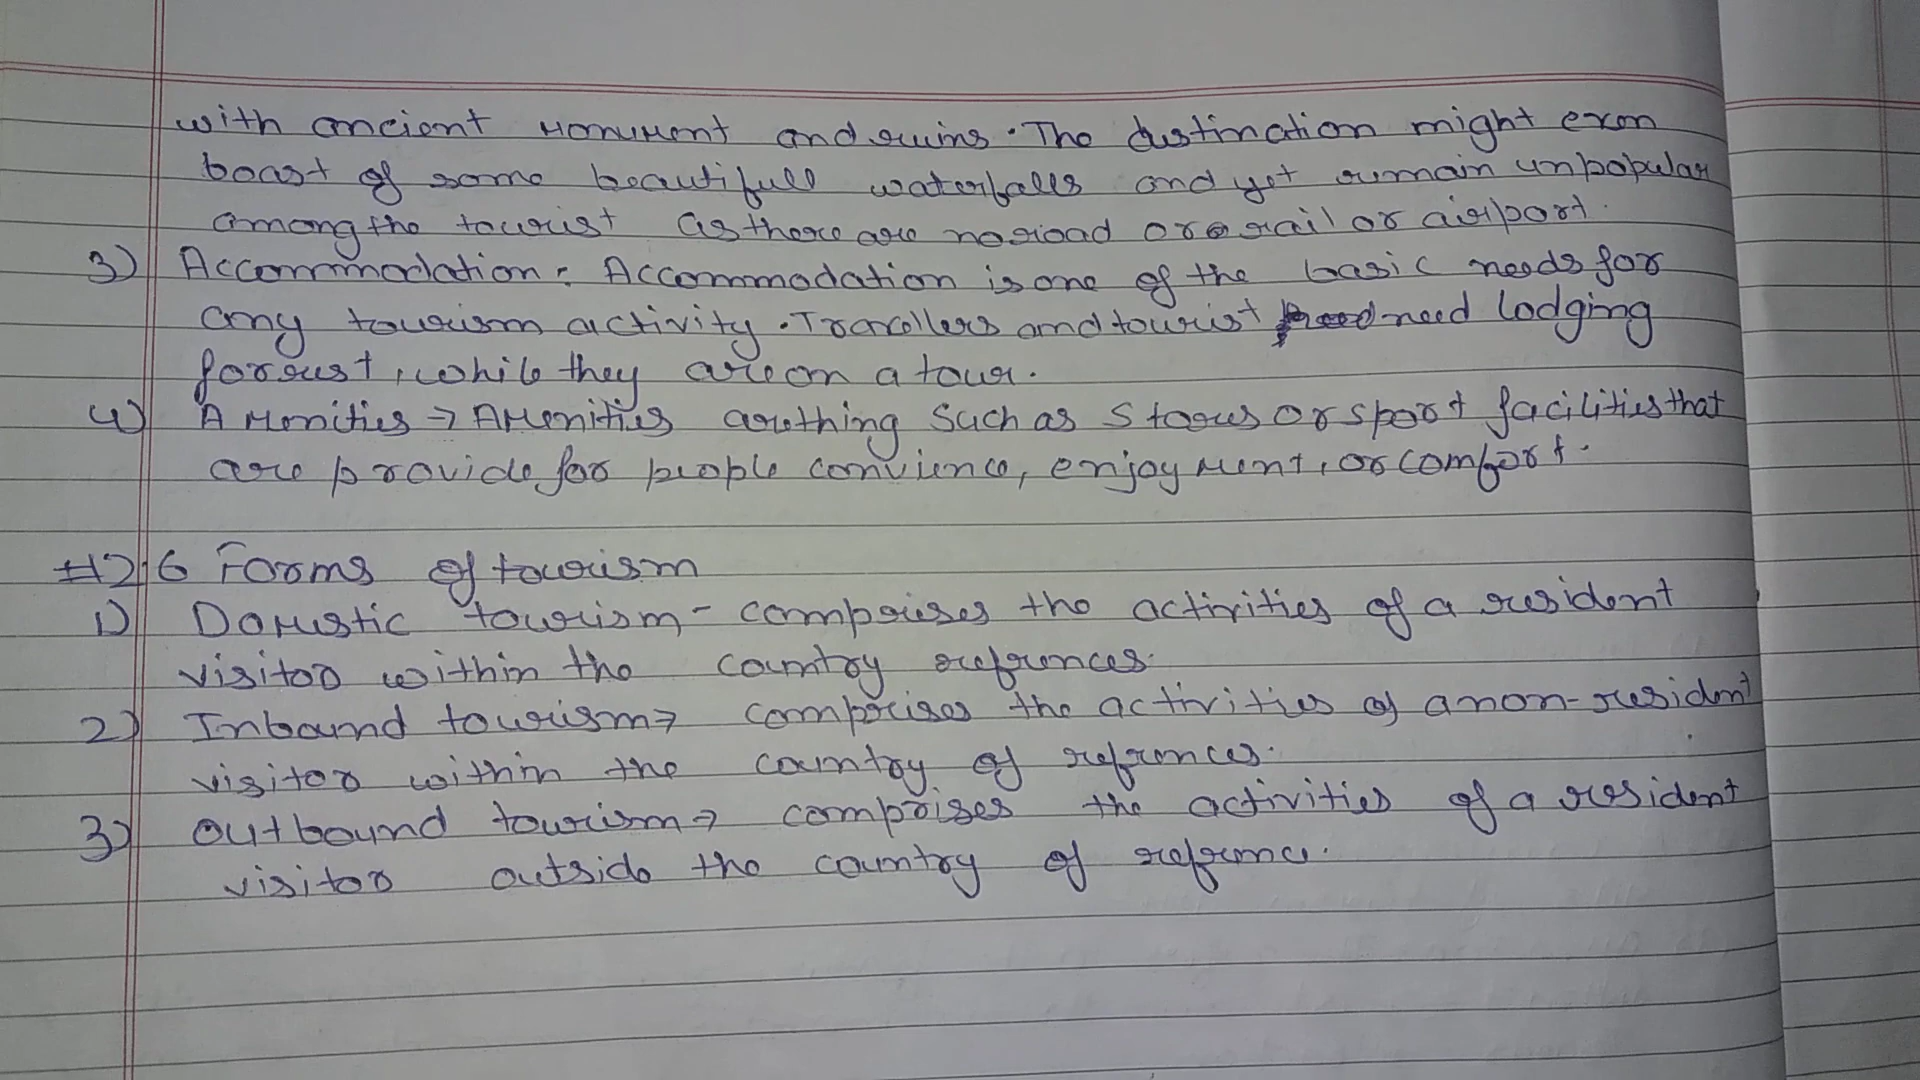 with ancient monument and ruins. The destination might even
boast of some beautifull waterfalls and yet remain unpopular
among the tourist as there are no road or rail or airport.
3) Accommodation : Accommodation is one of the basic needs for
any tourism activity. Travellers and tourist need lodging
for rest, while they are on a tour.
4) Amenities → Amenities are thing such as stores or sport facilities that
are provide for people convience, enjoyment, or comfort.
#2.6 Forms of tourism
1) Domestic tourism - comprises the activities of a resident
visitor within the country refrences.
2) Inbound tourism → comprises the activities of a non-resident
visitor within the country of refrences.
3) Outbound tourism → comprises the activities of a resident
visitor outside the country of refrence.